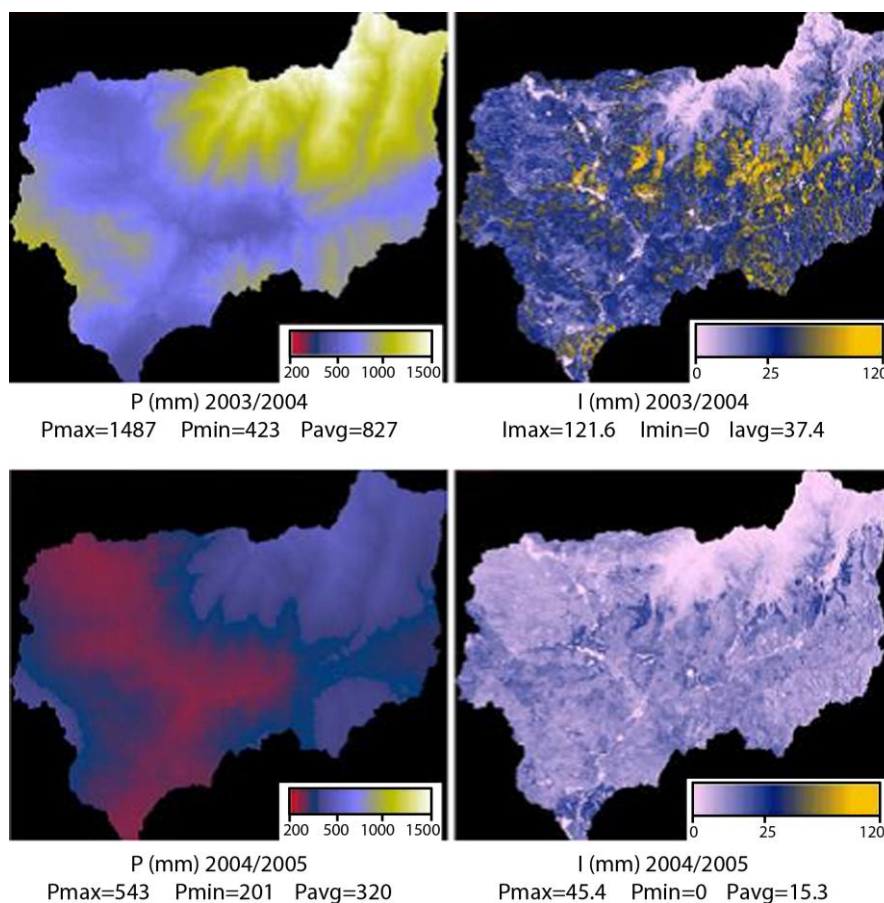 200 500 1000 1500
0 25 120
P (mm) 2003/2004
Pmax=1487 Pmin=423 Pavg=827
I (mm) 2003/2004
Imax=121.6 Imin=0 Iavg=37.4
200 500 1000 1500
0 25 120
P (mm) 2004/2005
Pmax=543 Pmin=201 Pavg=320
I (mm) 2004/2005
Pmax=45.4 Pmin=0 Pavg=15.3